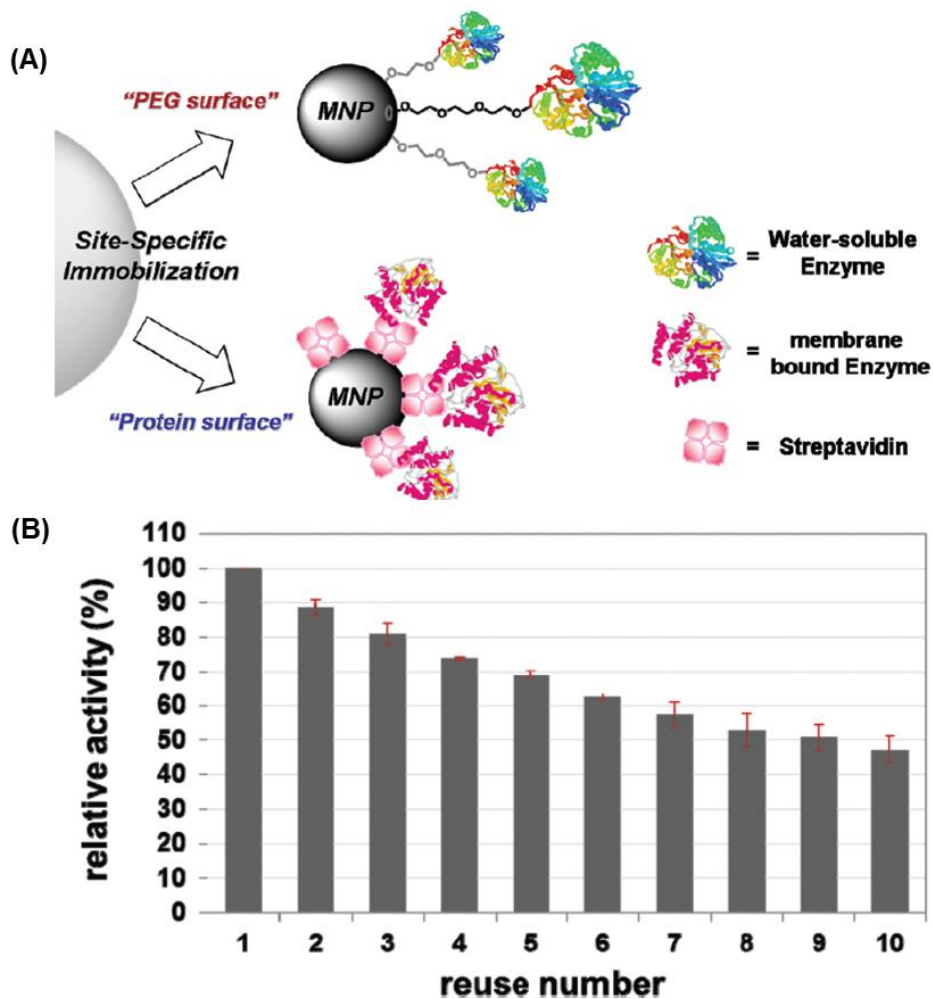 (A)
"PEG surface"
MNP
O
O
O
O
O
O
O
O
O
Site-Specific
Immobilization
"Protein surface"
MNP
= Water-soluble
Enzyme
= membrane
bound Enzyme
= Streptavidin
(B)
relative activity (%)
110
100
90
80
70
60
50
40
30
20
10
0
1 2 3 4 5 6 7 8 9 10
reuse number